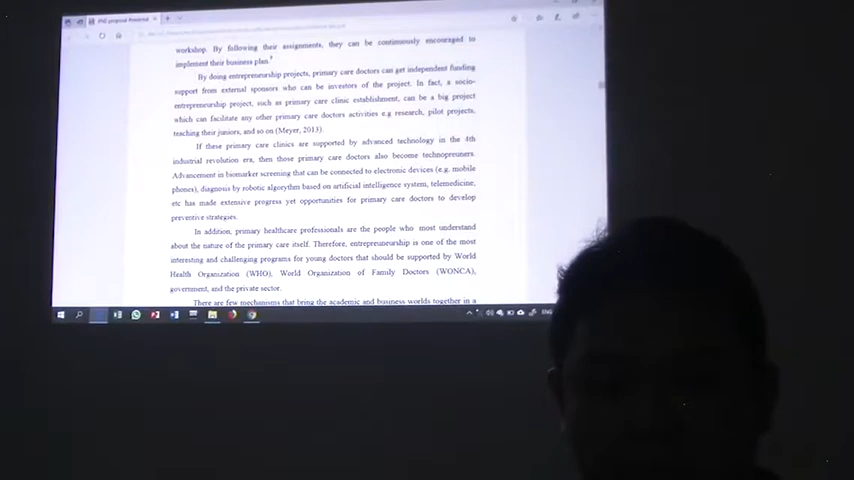 PhD proposal
workshop. By following their assignments, they can be continuously encouraged to
implement their business plan.
By doing entrepreneurship projects, primary care doctors can get independent funding
support from external sponsors who can be investors of the project. In fact, a socio-
entrepreneurship project, such as primary care clinic establishment, can be a big project
which can facilitate any other primary care doctors activities e.g research, pilot projects,
teaching their juniors, and so on (Meyer, 2013).
If these primary care clinics are supported by advanced technology in the 4th
industrial revolution era, then those primary care doctors also become technopreuners.
Advancement in biomarker screening that can be connected to electronic devices (e.g. mobile
phones), diagnosis by robotic algorythm based on artificial intelligence system, telemedicine,
etc has made extensive progress yet opportunities for primary care doctors to develop
preventive strategies.
In addition, primary healthcare professionals are the people who most understand
about the nature of the primary care itself. Therefore, entrepreuneurship is one of the most
interesting and challenging programs for young doctors that should be supported by World
Health Organization (WHO), World Organization of Family Doctors (WONCA),
government, and the private sector.
There are few mechanisms that bring the academic and business worlds together in a
ENG